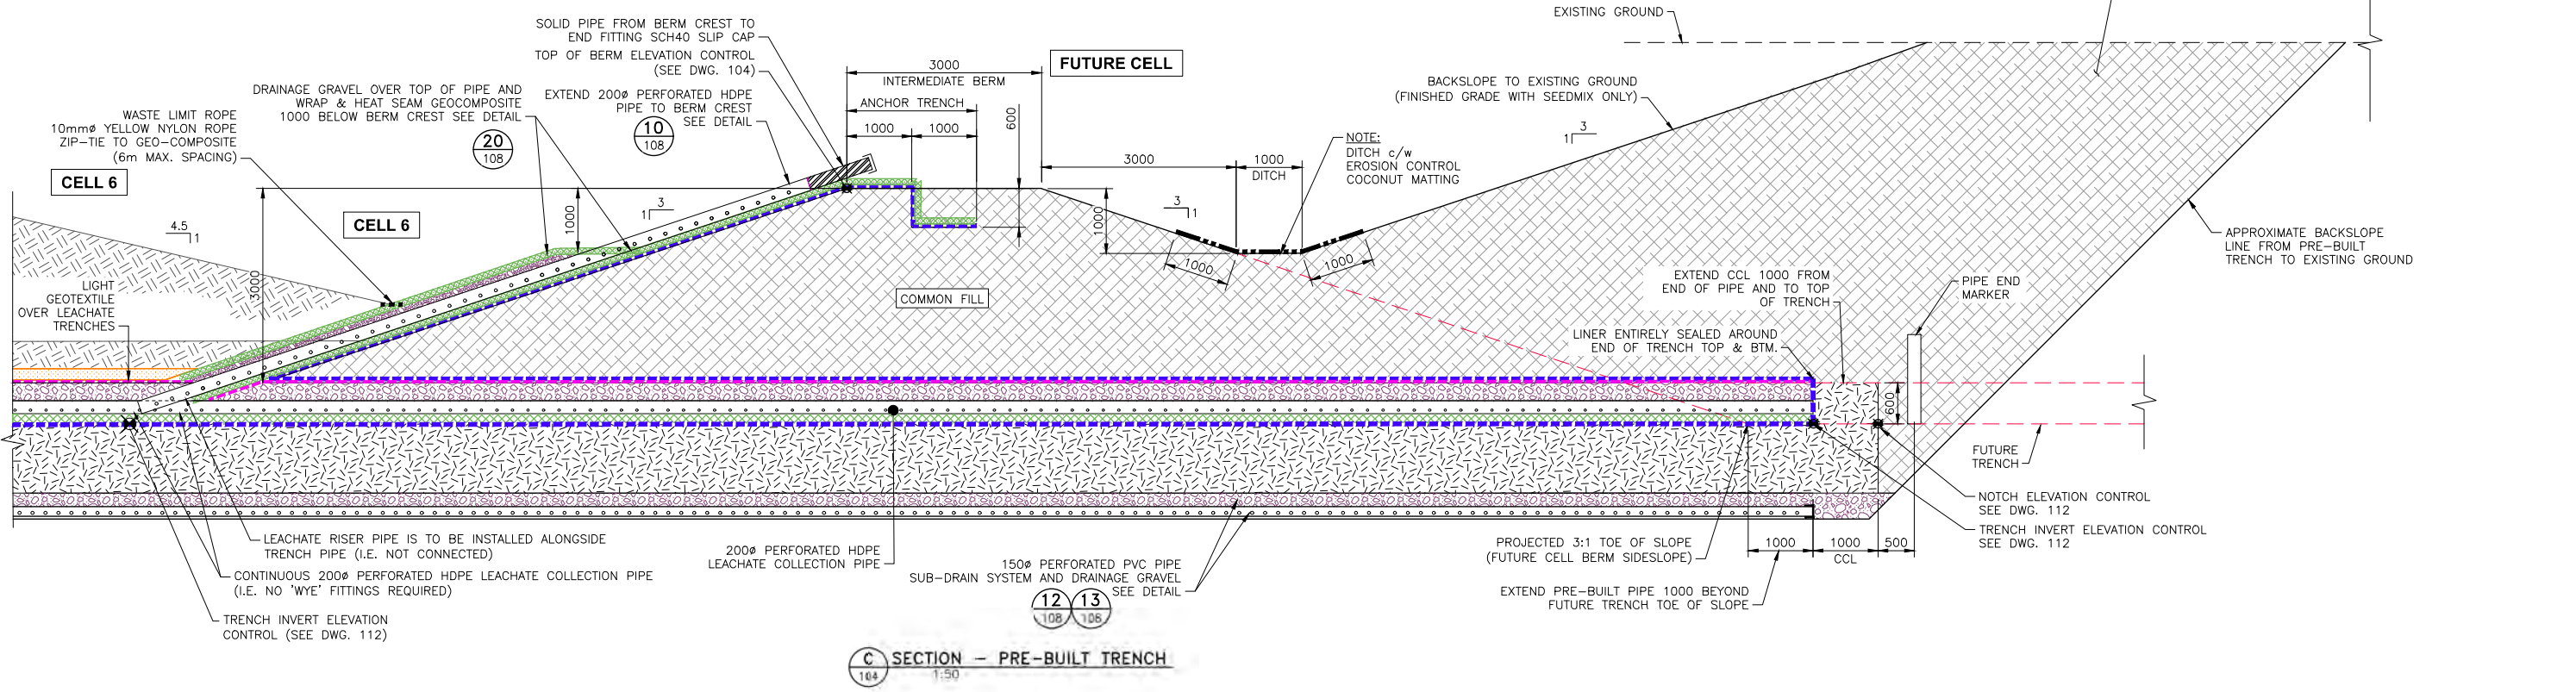 SOLID PIPE FROM BERM CREST TO
END FITTING SCH40 SLIP CAP
TOP OF BERM ELEVATION CONTROL
(SEE DWG. 104)
EXTEND 200ø PERFORATED HDPE
PIPE TO BERM CREST
SEE DETAIL
10
108
DRAINAGE GRAVEL OVER TOP OF PIPE AND
WRAP & HEAT SEAM GEOCOMPOSITE
1000 BELOW BERM CREST SEE DETAIL
20
108
WASTE LIMIT ROPE
10mmø YELLOW NYLON ROPE
ZIP-TIE TO GEO-COMPOSITE
(6m MAX. SPACING)
CELL 6
CELL 6
4.5
1
3
1
3000
1000
LIGHT
GEOTEXTILE
OVER LEACHATE
TRENCHES
3000
INTERMEDIATE BERM
ANCHOR TRENCH
1000
1000
600
FUTURE CELL
3000
1000
DITCH
3
1
1000
1000
1000
NOTE:
DITCH c/w
EROSION CONTROL
COCONUT MATTING
COMMON FILL
EXISTING GROUND
BACKSLOPE TO EXISTING GROUND
(FINISHED GRADE WITH SEEDMIX ONLY)
3
1
APPROXIMATE BACKSLOPE
LINE FROM PRE-BUILT
TRENCH TO EXISTING GROUND
EXTEND CCL 1000 FROM
END OF PIPE AND TO TOP
OF TRENCH
PIPE END
MARKER
LINER ENTIRELY SEALED AROUND
END OF TRENCH TOP & BTM.
600
FUTURE
TRENCH
NOTCH ELEVATION CONTROL
SEE DWG. 112
TRENCH INVERT ELEVATION CONTROL
SEE DWG. 112
1000
1000
500
CCL
PROJECTED 3:1 TOE OF SLOPE
(FUTURE CELL BERM SIDESLOPE)
EXTEND PRE-BUILT PIPE 1000 BEYOND
FUTURE TRENCH TOE OF SLOPE
LEACHATE RISER PIPE IS TO BE INSTALLED ALONGSIDE
TRENCH PIPE (I.E. NOT CONNECTED)
CONTINUOUS 200ø PERFORATED HDPE LEACHATE COLLECTION PIPE
(I.E. NO 'WYE' FITTINGS REQUIRED)
TRENCH INVERT ELEVATION
CONTROL (SEE DWG. 112)
200ø PERFORATED HDPE
LEACHATE COLLECTION PIPE
150ø PERFORATED PVC PIPE
SUB-DRAIN SYSTEM AND DRAINAGE GRAVEL
SEE DETAIL
12
108
13
108
C
104
SECTION - PRE-BUILT TRENCH
1:50